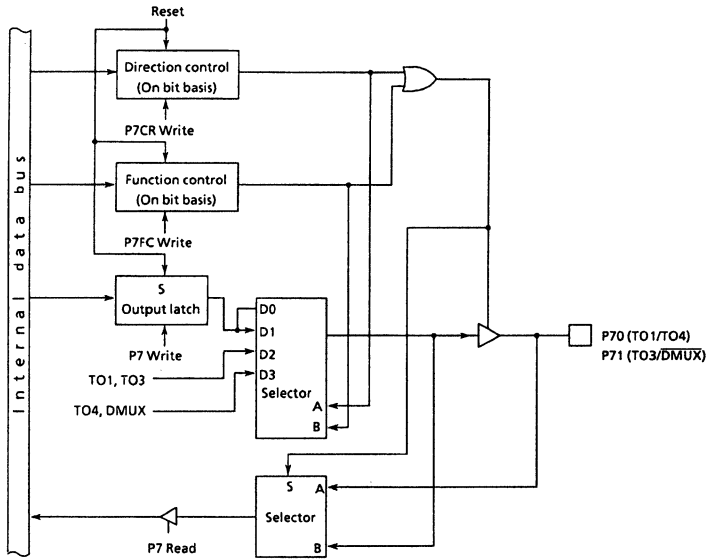 Reset
Direction control
(On bit basis)
P7CR Write
Function control
(On bit basis)
P7FC Write
S
Output latch
P7 Write
TO1, TO3
TO4, DMUX
D0
D1
D2
D3
Selector
A
B
P70 (TO1/TO4)
P71 (TO3/DMUX)
S
A
Selector
B
P7 Read
Internal data bus